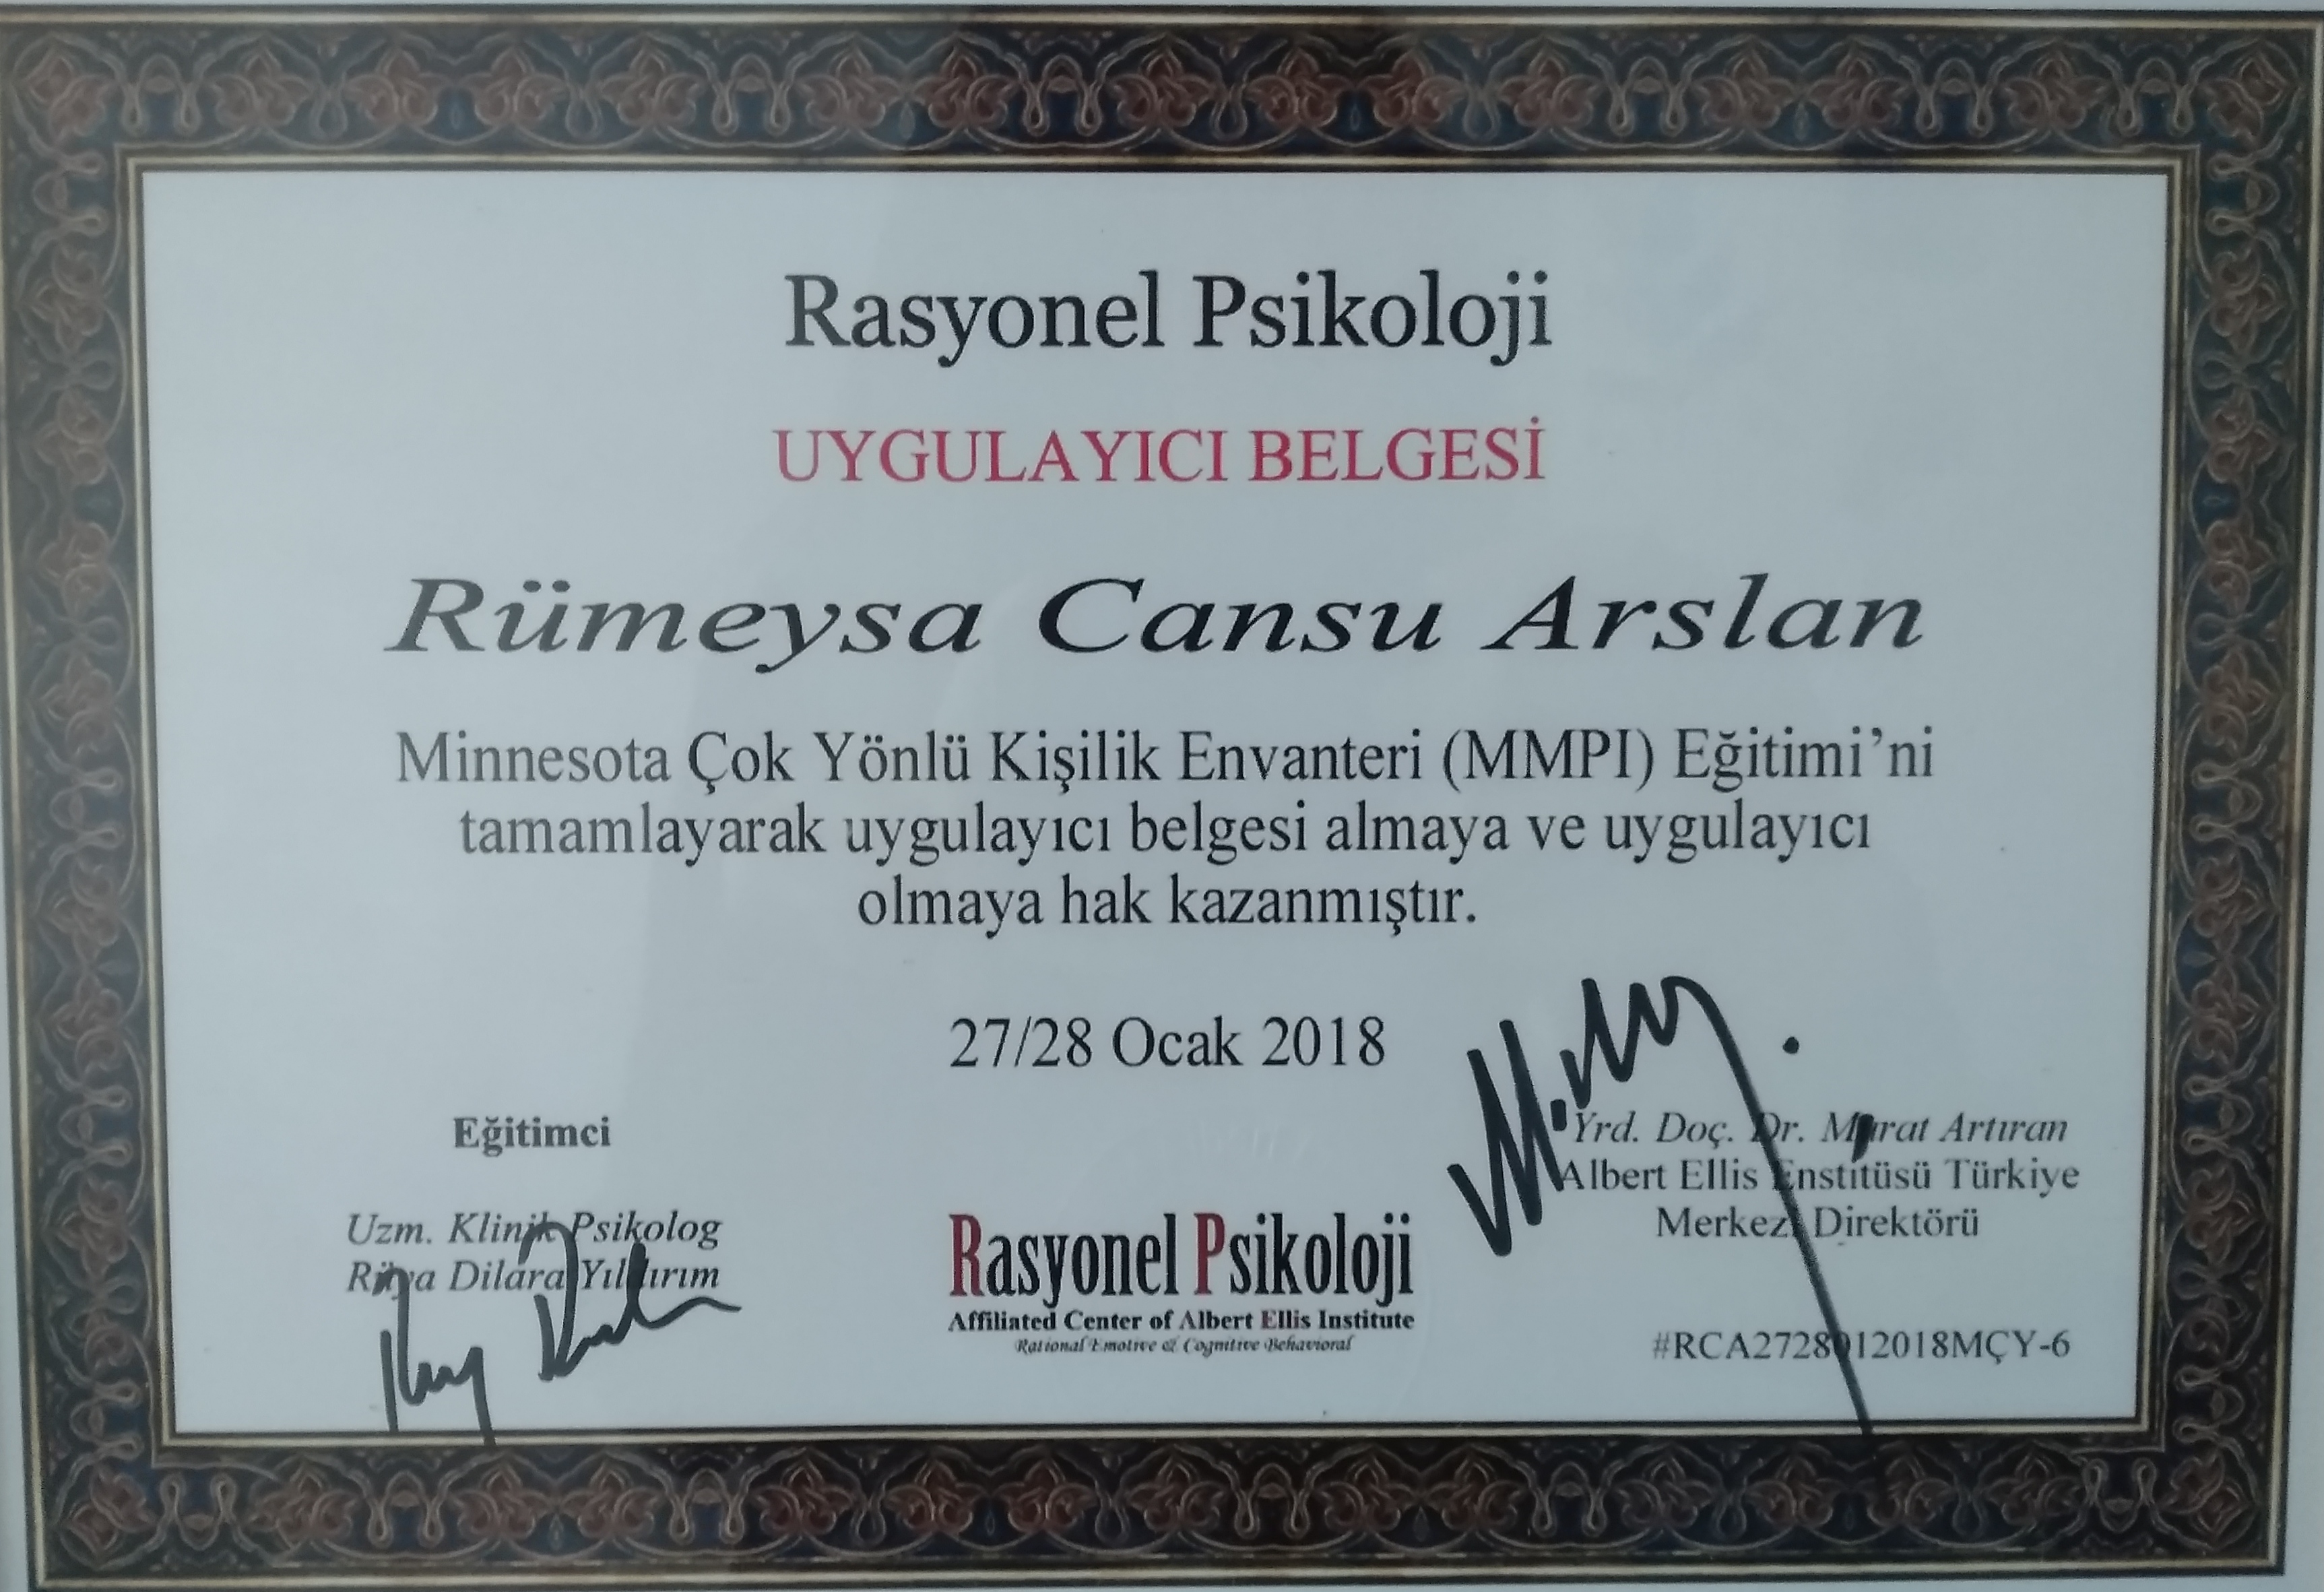 Rasyonel Psikoloji
UYGULAYICI BELGESİ
Rümeysa Cansu Arslan
Minnesota Çok Yönlü Kişilik Envanteri (MMPI) Eğitimi’ni
tamamlayarak uygulayıcı belgesi almaya ve uygulayıcı
olmaya hak kazanmıştır.
27/28 Ocak 2018
Eğitimci
Uzm. Klinik Psikolog
Rüya Dilara Yıldırım
Yrd. Doç. Dr. Murat Artıran
Albert Ellis Enstitüsü Türkiye
Merkezi Direktörü
Rasyonel Psikoloji
Affiliated Center of Albert Ellis Institute
Rational Emotive & Cognitive Behavioral
#RCA2728012018MÇY-6